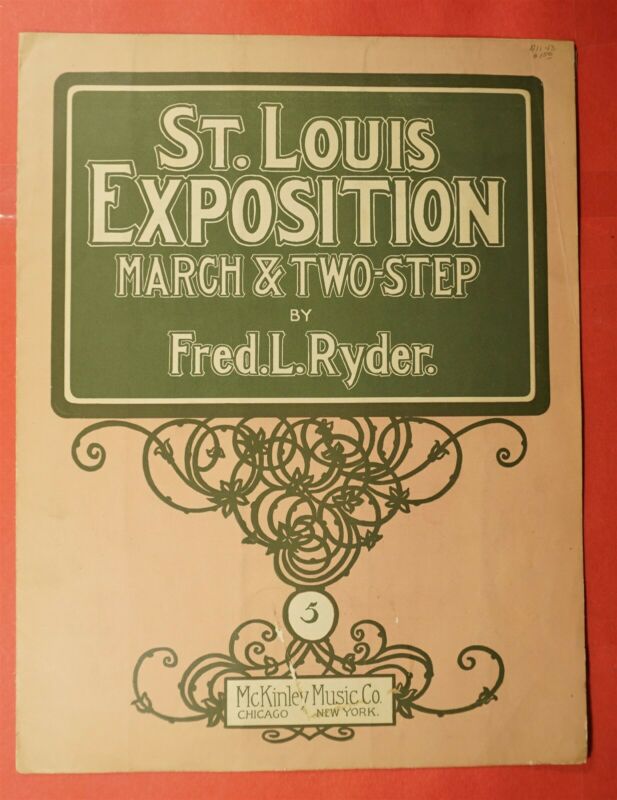 St. Louis
Exposition
March & Two-Step
By
Fred. L. Ryder.
5
McKinley Music Co.
Chicago New York.